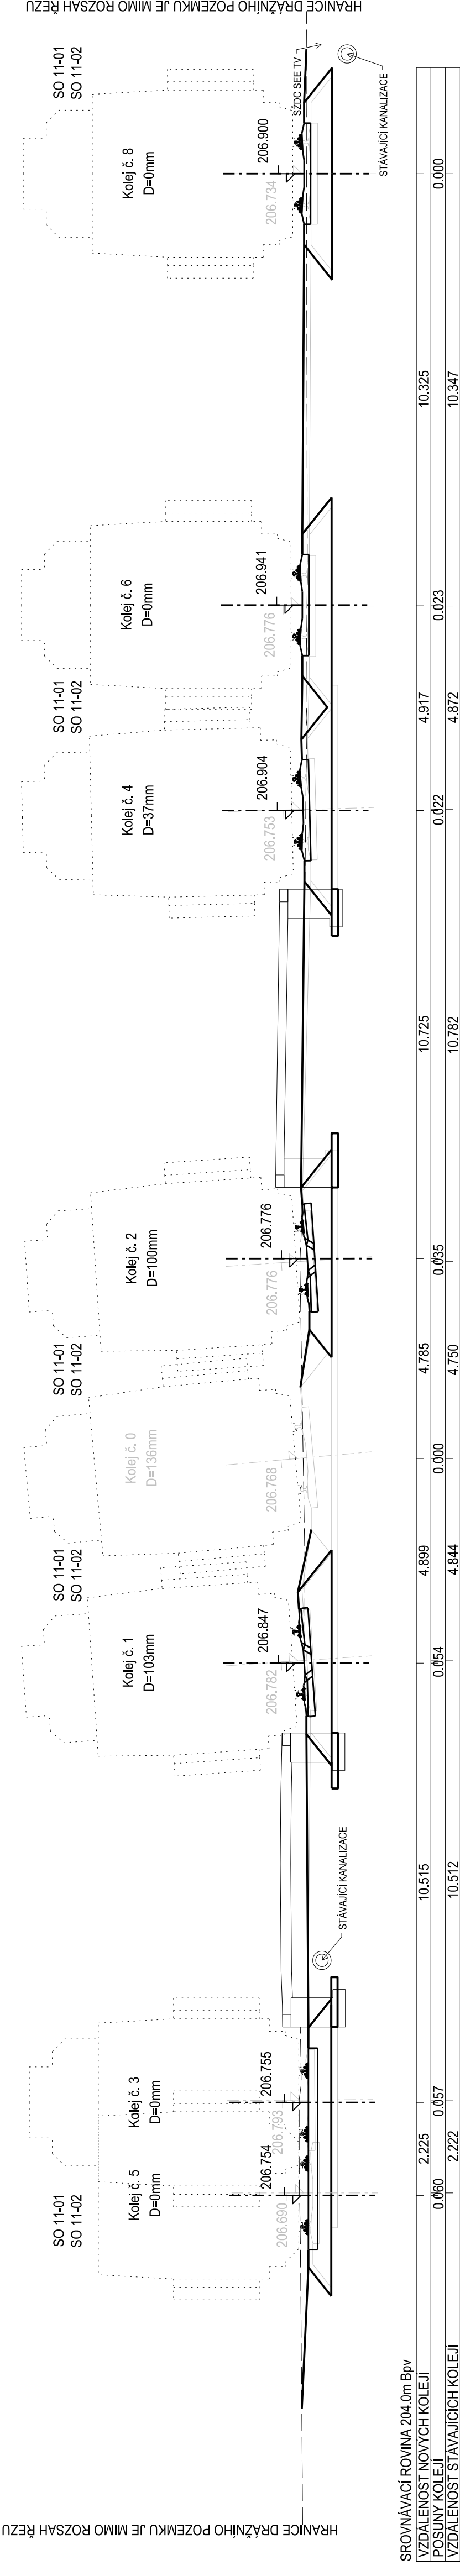 HRANICE DRÁŽNÍHO POZEMKU JE MIMO ROZSAH ŘEZU
SO 11-01
SO 11-02
Kolej č. 5
D=0mm
206.754
206.690
Kolej č. 3
D=0mm
206.755
206.793
STÁVAJÍCÍ KANALIZACE
SO 11-01
SO 11-02
Kolej č. 1
D=103mm
206.847
206.782
Kolej č. 0
D=136mm
206.768
SO 11-01
SO 11-02
Kolej č. 2
D=100mm
206.776
206.776
Kolej č. 4
D=37mm
206.904
206.753
SO 11-01
SO 11-02
Kolej č. 6
D=0mm
206.941
206.776
SO 11-01
SO 11-02
Kolej č. 8
D=0mm
206.900
206.734
SŽDC SEE TV
STÁVAJÍCÍ KANALIZACE
HRANICE DRÁŽNÍHO POZEMKU JE MIMO ROZSAH ŘEZU
SROVNÁVACÍ ROVINA 204.0m Bpv
VZDÁLENOST NOVÝCH KOLEJÍ 2.225 10.515 4.899 4.785 10.725 4.917 10.325
POSUNY KOLEJÍ 0.060 0.057 0.054 0.000 0.035 0.022 0.023 0.000
VZDÁLENOST STÁVAJÍCÍCH KOLEJÍ 2.222 10.512 4.844 4.750 10.782 4.872 10.347